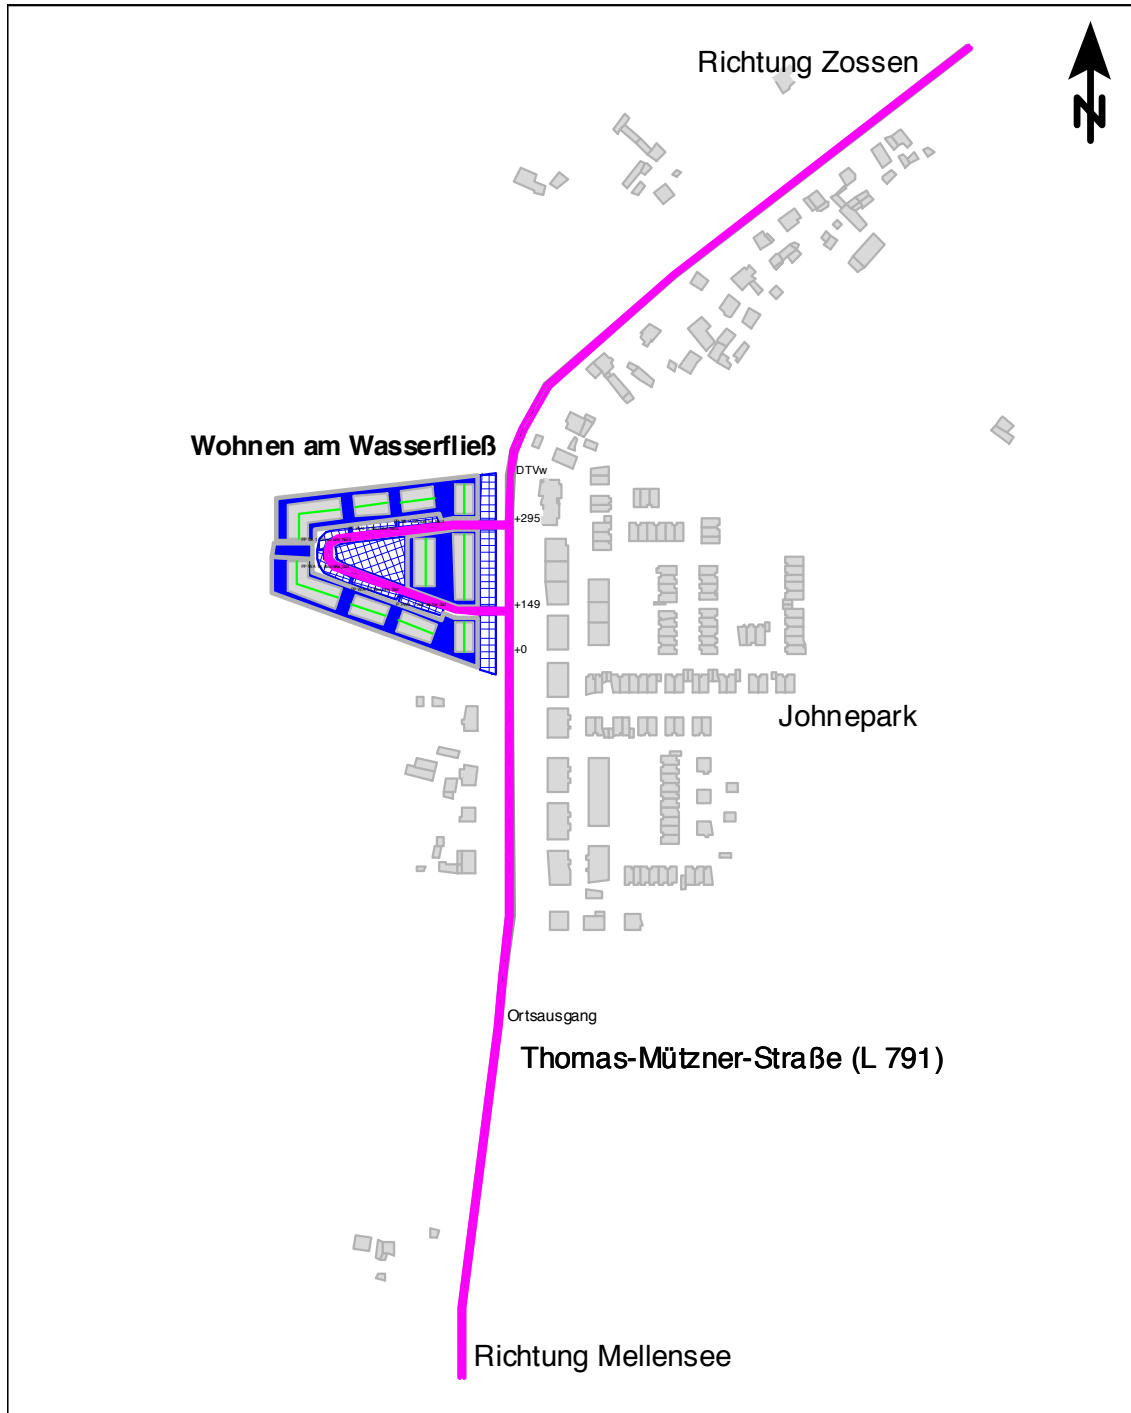 Richtung Zossen
N
Wohnen am Wasserfließ
DTVw
+295
+149
+0
Johnepark
Ortsausgang
Thomas-Mützner-Straße (L 791)
Richtung Mellensee